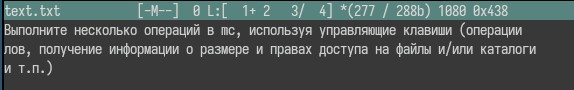 text.txt [-M--] 0 L:[ 1+ 2 3/ 4] *(277 / 288b) 1080 0x438
Выполните несколько операций в mc, используя управляющие клавиши (операции
лов, получение информации о размере и правах доступа на файлы и/или каталоги
и т.п.)